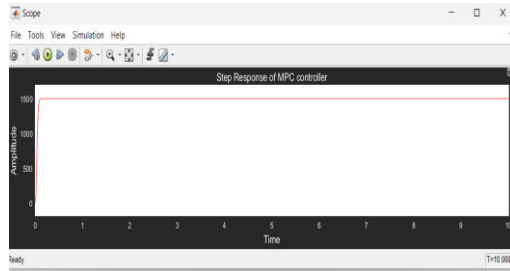 Scope
File Tools View Simulation Help
Step Response of MPC controller
Amplitude
1500
1000
500
0
0 1 2 3 4 5 6 7 8 9 10
Time
Ready T=10.000